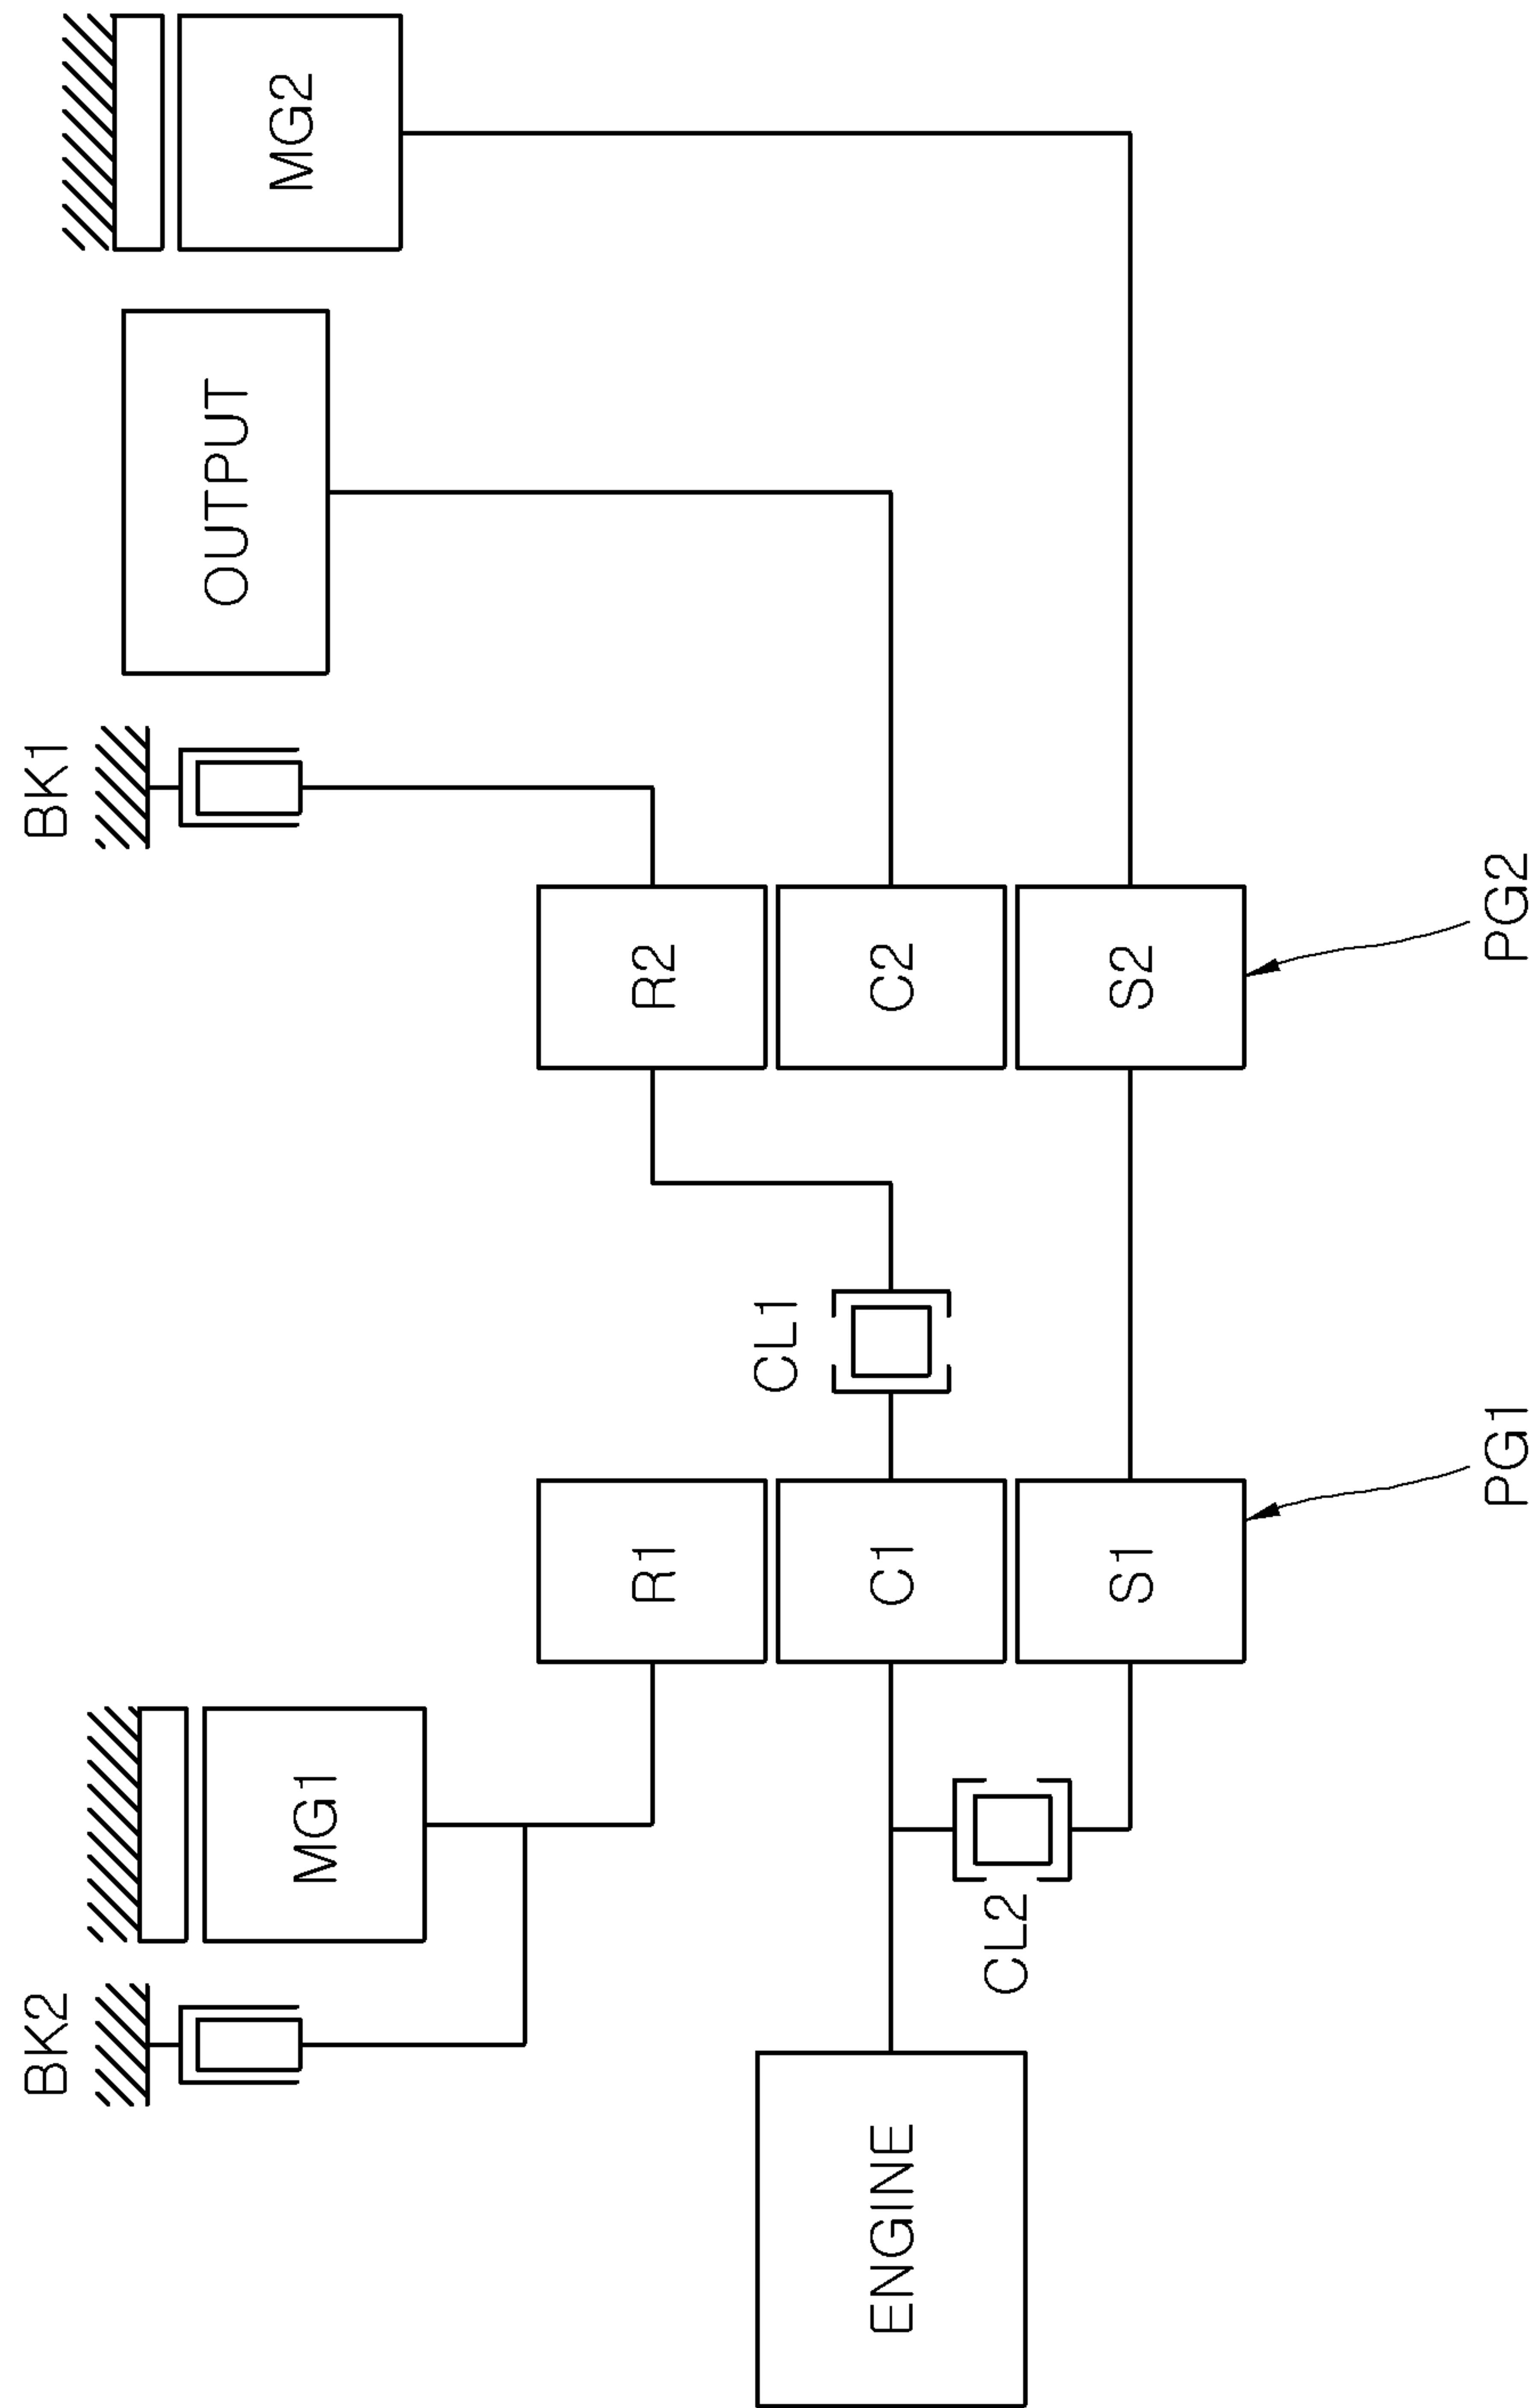 BK2
BK1
MG1
OUTPUT
MG2
R1
R2
CL1
ENGINE
C1
C2
CL2
S1
S2
PG1
PG2